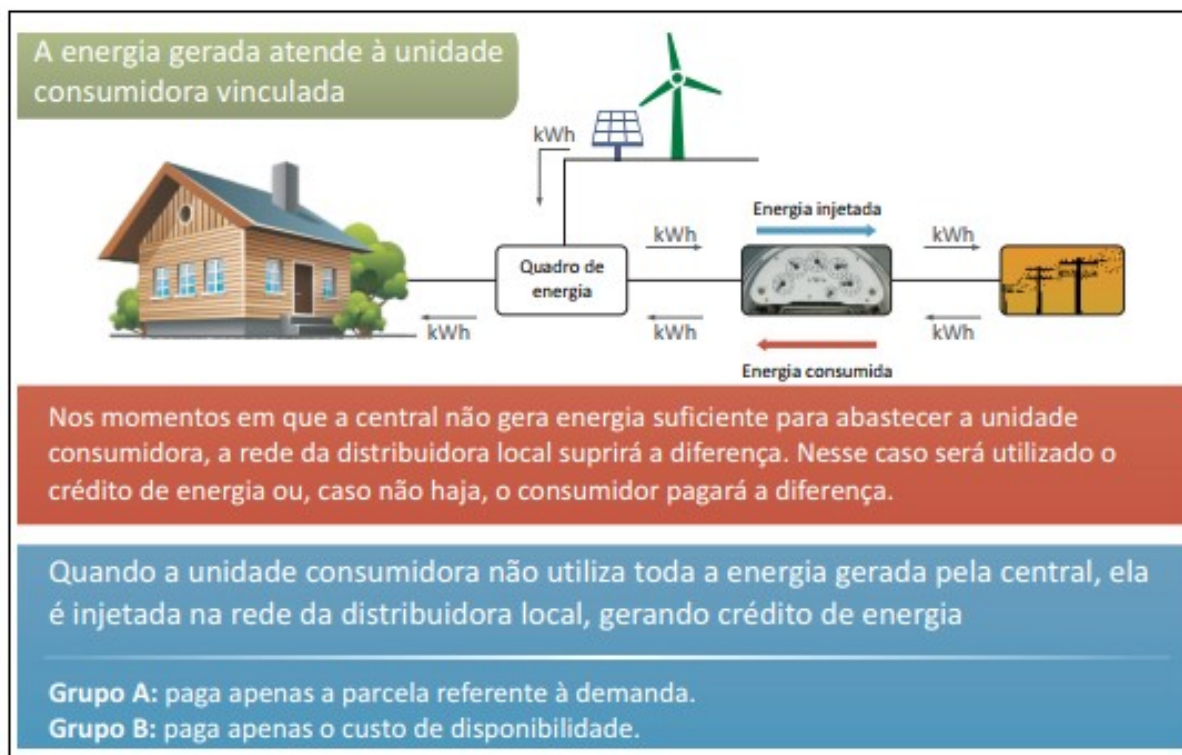 A energia gerada atende à unidade
consumidora vinculada
kWh
Energia injetada
kWh
kWh
Quadro de
energia
kWh
kWh
kWh
Energia consumida
Nos momentos em que a central não gera energia suficiente para abastecer a unidade
consumidora, a rede da distribuidora local suprirá a diferença. Nesse caso será utilizado o
crédito de energia ou, caso não haja, o consumidor pagará a diferença.
Quando a unidade consumidora não utiliza toda a energia gerada pela central, ela
é injetada na rede da distribuidora local, gerando crédito de energia
Grupo A: paga apenas a parcela referente à demanda.
Grupo B: paga apenas o custo de disponibilidade.